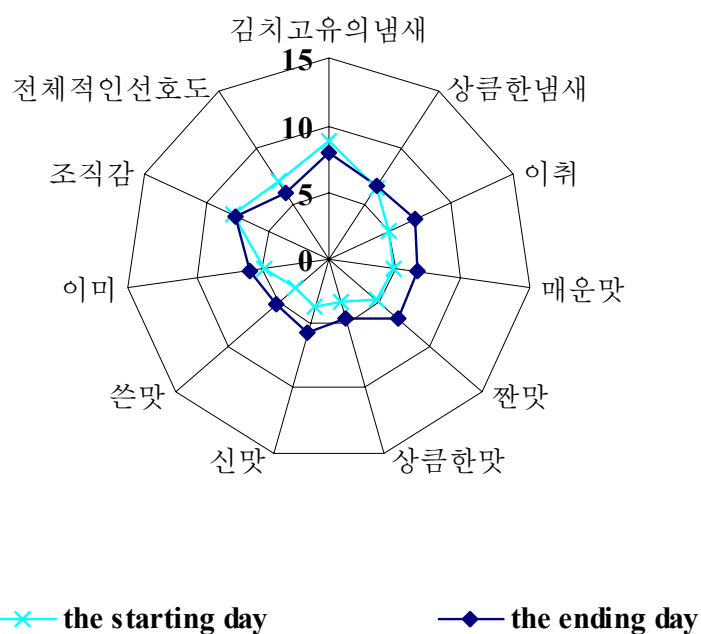 김치고유의냄새
15
전체적인선호도
상큼한냄새
10
조직감
이취
5
0
이미
매운맛
쓴맛
짠맛
신맛
상큼한맛
the starting day
the ending day